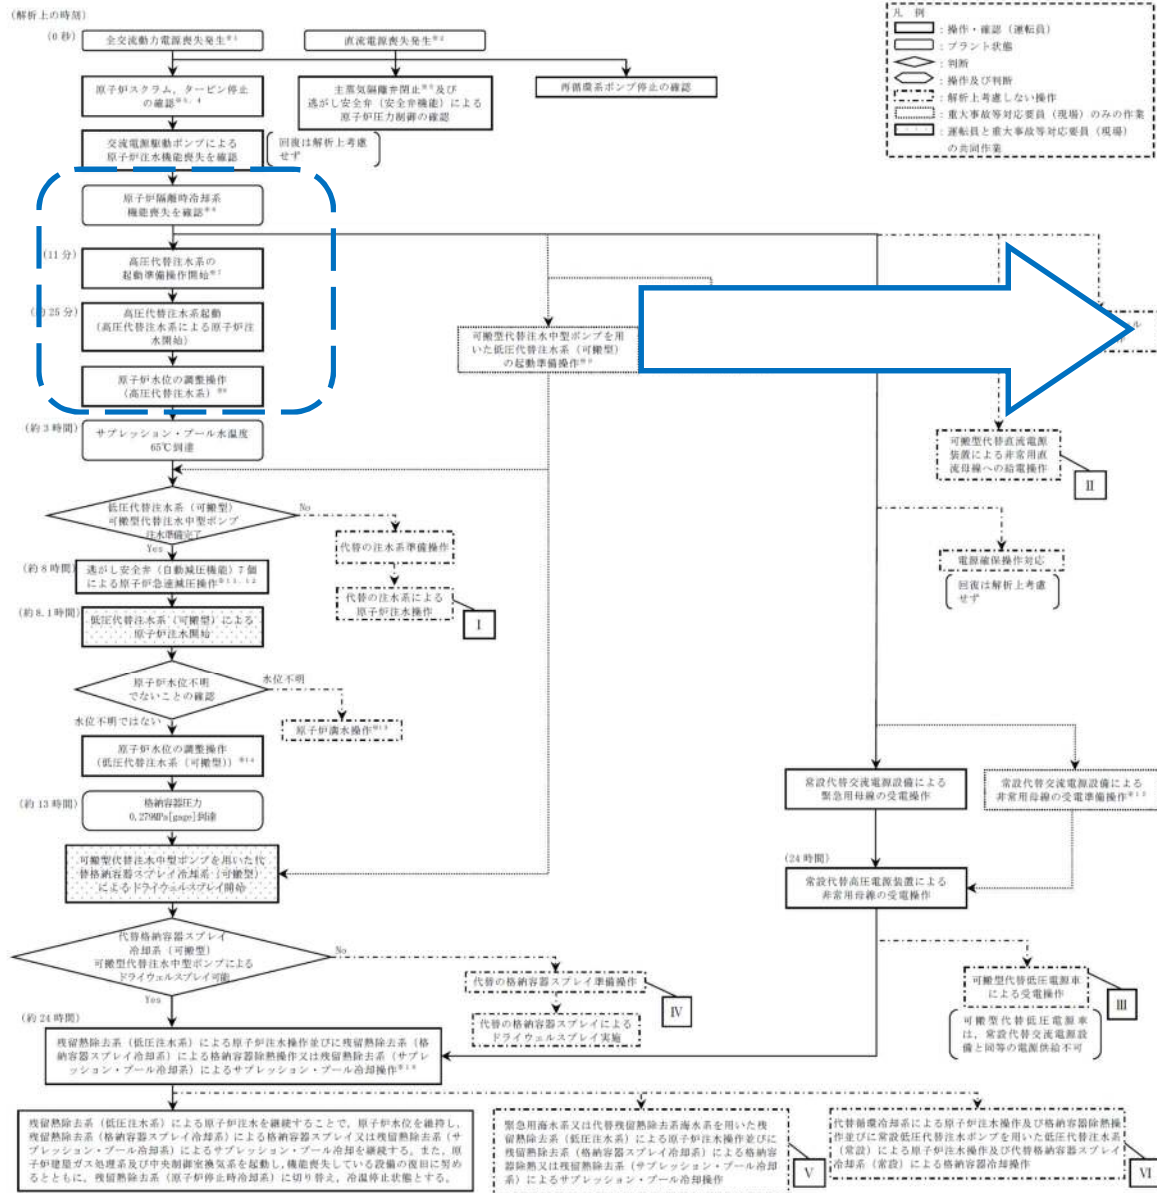 (解析上の時刻)
(0秒)
全交流動力電源喪失発生※1
直流電源喪失発生※2
凡 例
：操作・確認（運転員）
：プラント状態
：判断
：操作及び判断
：解析上考慮しない操作
：重大事故等対応要員（現場）のみの作業
：運転員と重大事故等対応要員（現場）
の共同作業
原子炉スクラム，タービン停止
の確認※3，4
主蒸気隔離弁閉止※5及び
逃がし安全弁（安全弁機能）による
原子炉圧力制御の確認
再循環系ポンプ停止の確認
交流電源駆動ポンプによる
原子炉注水機能喪失を確認
回復は解析上考慮
せず
原子炉隔離時冷却系
機能喪失を確認※6
(11分)
高圧代替注水系の
起動準備操作開始※7
25分)
高圧代替注水系起動
(高圧代替注水系による原子炉注
水開始)
可搬型代替注水中型ポンプを用
いた低圧代替注水系（可搬型）
の起動準備操作※9
ル
作
原子炉水位の調整操作
(高圧代替注水系)※8
(約3時間)
サプレッション・プール水温度
65℃到達
可搬型代替直流電源
装置による非常用直
流母線への給電操作
II
低圧代替注水系（可搬型）
可搬型代替注水中型ポンプ
注水準備完了
No
Yes
代替の注水系準備操作
電源確保操作対応
回復は解析上考慮
せず
(約8時間)
逃がし安全弁（自動減圧機能）7個
による原子炉急速減圧操作※11，12
代替の注水系による
原子炉注水操作
I
(約8.1時間)
低圧代替注水系（可搬型）による
原子炉注水開始
原子炉水位不明
でないことの確認
水位不明
水位不明ではない
原子炉満水操作※13
原子炉水位の調整操作
(低圧代替注水系（可搬型）)※14
常設代替交流電源設備による
緊急用母線の受電操作
常設代替交流電源設備による
非常用母線の受電準備操作※15
(約13時間)
格納容器圧力
0.279MPa[gage]到達
可搬型代替注水中型ポンプを用いた代
替格納容器スプレイ冷却系（可搬型）
によるドライウェルスプレイ開始
(24時間)
常設代替高圧電源装置による
非常用母線の受電操作
代替格納容器スプレイ
冷却系（可搬型）
可搬型代替注水中型ポンプによる
ドライウェルスプレイ可能
No
Yes
代替の格納容器スプレイ準備操作
IV
代替の格納容器スプレイによる
ドライウェルスプレイ実施
可搬型代替低圧電源車
による受電操作
III
可搬型代替低圧電源車
は，常設代替交流電源設
備と同等の電源供給不可
(約24時間)
残留熱除去系（低圧注水系）による原子炉注水操作並びに残留熱除去系（格
納容器スプレイ冷却系）による格納容器除熱操作又は残留熱除去系（サプレ
ッション・プール冷却系）によるサプレッション・プール冷却操作※16
残留熱除去系（低圧注水系）による原子炉注水を継続することで，原子炉水位を維持し，
残留熱除去系（格納容器スプレイ冷却系）による格納容器スプレイ又は残留熱除去系（サ
プレッション・プール冷却系）によるサプレッション・プール冷却を継続する。また，原
子炉建屋ガス処理系及び中央制御室換気系を起動し，機能喪失している設備の復旧に努め
るとともに，残留熱除去系（原子炉停止時冷却系）に切り替え，冷温停止状態とする。
緊急用海水系又は代替残留熱除去系海水系を用いた残
留熱除去系（低圧注水系）による原子炉注水操作並びに
残留熱除去系（格納容器スプレイ冷却系）による格納容
器除熱又は残留熱除去系（サプレッション・プール冷却
系）によるサプレッション・プール冷却操作
V
代替循環冷却系による原子炉注水操作及び格納容器除熱操
作並びに常設低圧代替注水ポンプを用いた低圧代替注水系
（常設）による原子炉注水操作及び代替格納容器スプレイ
冷却系（常設）による格納容器冷却操作
VI